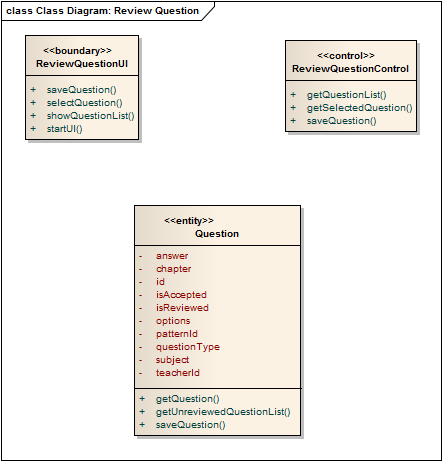 class Class Diagram: Review Question
<<boundary>>
ReviewQuestionUI
+ saveQuestion()
+ selectQuestion()
+ showQuestionList()
+ startUI()
<<control>>
ReviewQuestionControl
+ getQuestionList()
+ getSelectedQuestion()
+ saveQuestion()
<<entity>>
Question
- answer
- chapter
- id
- isAccepted
- isReviewed
- options
- patternId
- questionType
- subject
- teacherId
+ getQuestion()
+ getUnreviewedQuestionList()
+ saveQuestion()